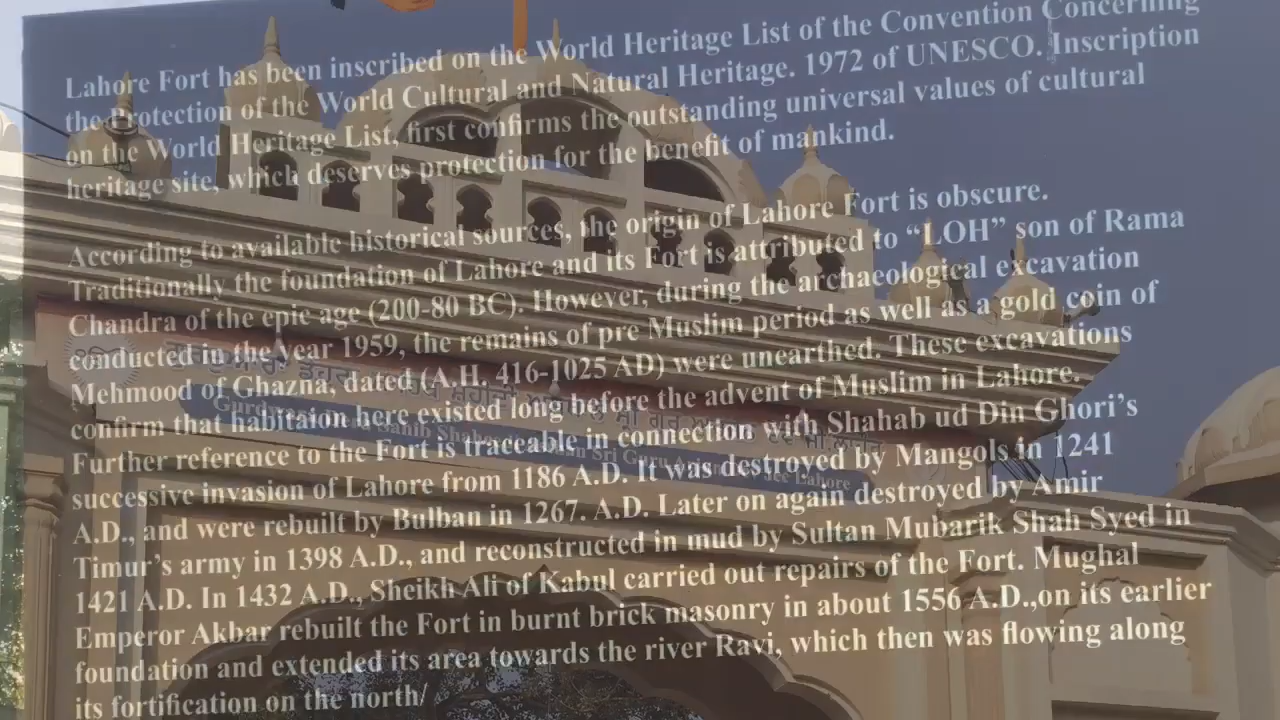 Lahore Fort has been inscribed on the World Heritage List of the Convention Concerning
the Protection of the World Cultural and Natural Heritage. 1972 of UNESCO. Inscription
on the World Heritage List, first confirms the outstanding universal values of cultural
heritage site, which deserves protection for the benefit of mankind.
According to available historical sources, the origin of Lahore Fort is obscure.
Traditionally the foundation of Lahore and its Fort is attributed to “LOH” son of Rama
Chandra of the epic age (200-80 BC). However, during the archaeological excavation
conducted in the year 1959, the remains of pre Muslim period as well as a gold coin of
Mehmood of Ghazna, dated (A.H. 416-1025 AD) were unearthed. These excavations
confirm that habitaion here existed long before the advent of Muslim in Lahore.
Further reference to the Fort is traceable in connection with Shahab ud Din Ghori’s
successive invasion of Lahore from 1186 A.D. It was destroyed by Mangols in 1241
A.D., and were rebuilt by Bulban in 1267. A.D. Later on again destroyed by Amir
Timur’s army in 1398 A.D., and reconstructed in mud by Sultan Mubarik Shah Syed in
1421 A.D. In 1432 A.D., Sheikh Ali of Kabul carried out repairs of the Fort. Mughal
Emperor Akbar rebuilt the Fort in burnt brick masonry in about 1556 A.D.,on its earlier
foundation and extended its area towards the river Ravi, which then was flowing along
its fortification on the north/
Sahib Sri Guru Jee Lahore